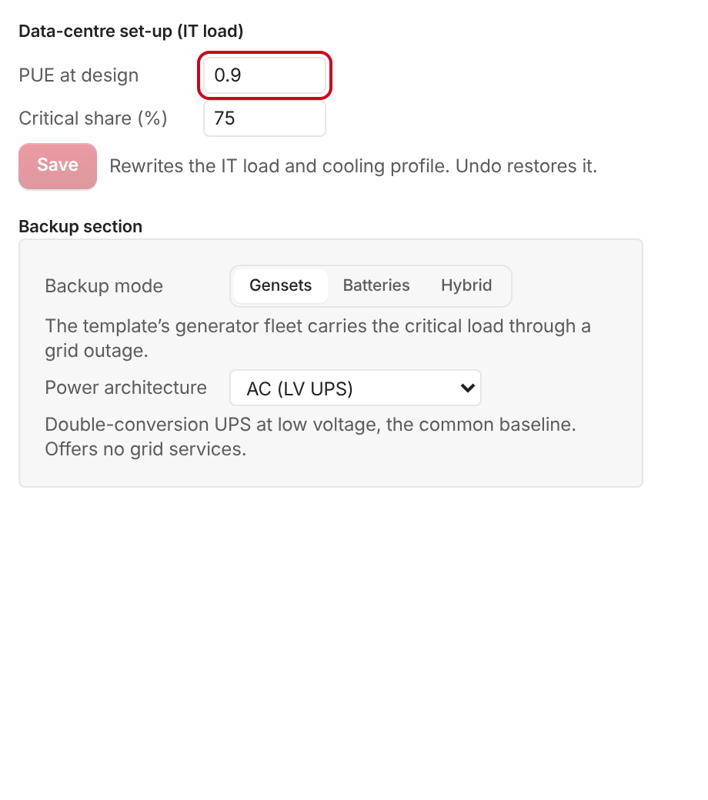 Data-centre set-up (IT load)
PUE at design 0.9
Critical share (%) 75
Save Rewrites the IT load and cooling profile. Undo restores it.
Backup section
Backup mode Gensets Batteries Hybrid
The template’s generator fleet carries the critical load through a
grid outage.
Power architecture AC (LV UPS)
Double-conversion UPS at low voltage, the common baseline.
Offers no grid services.